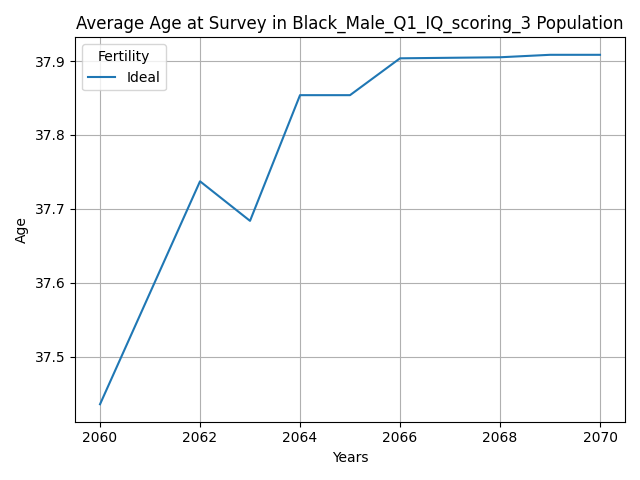 Average Age at Survey in Black_Male_Q1_IQ_scoring_3 Population
Fertility
Ideal
37.9
37.8
37.7
37.6
37.5
Age
2060 2062 2064 2066 2068 2070
Years